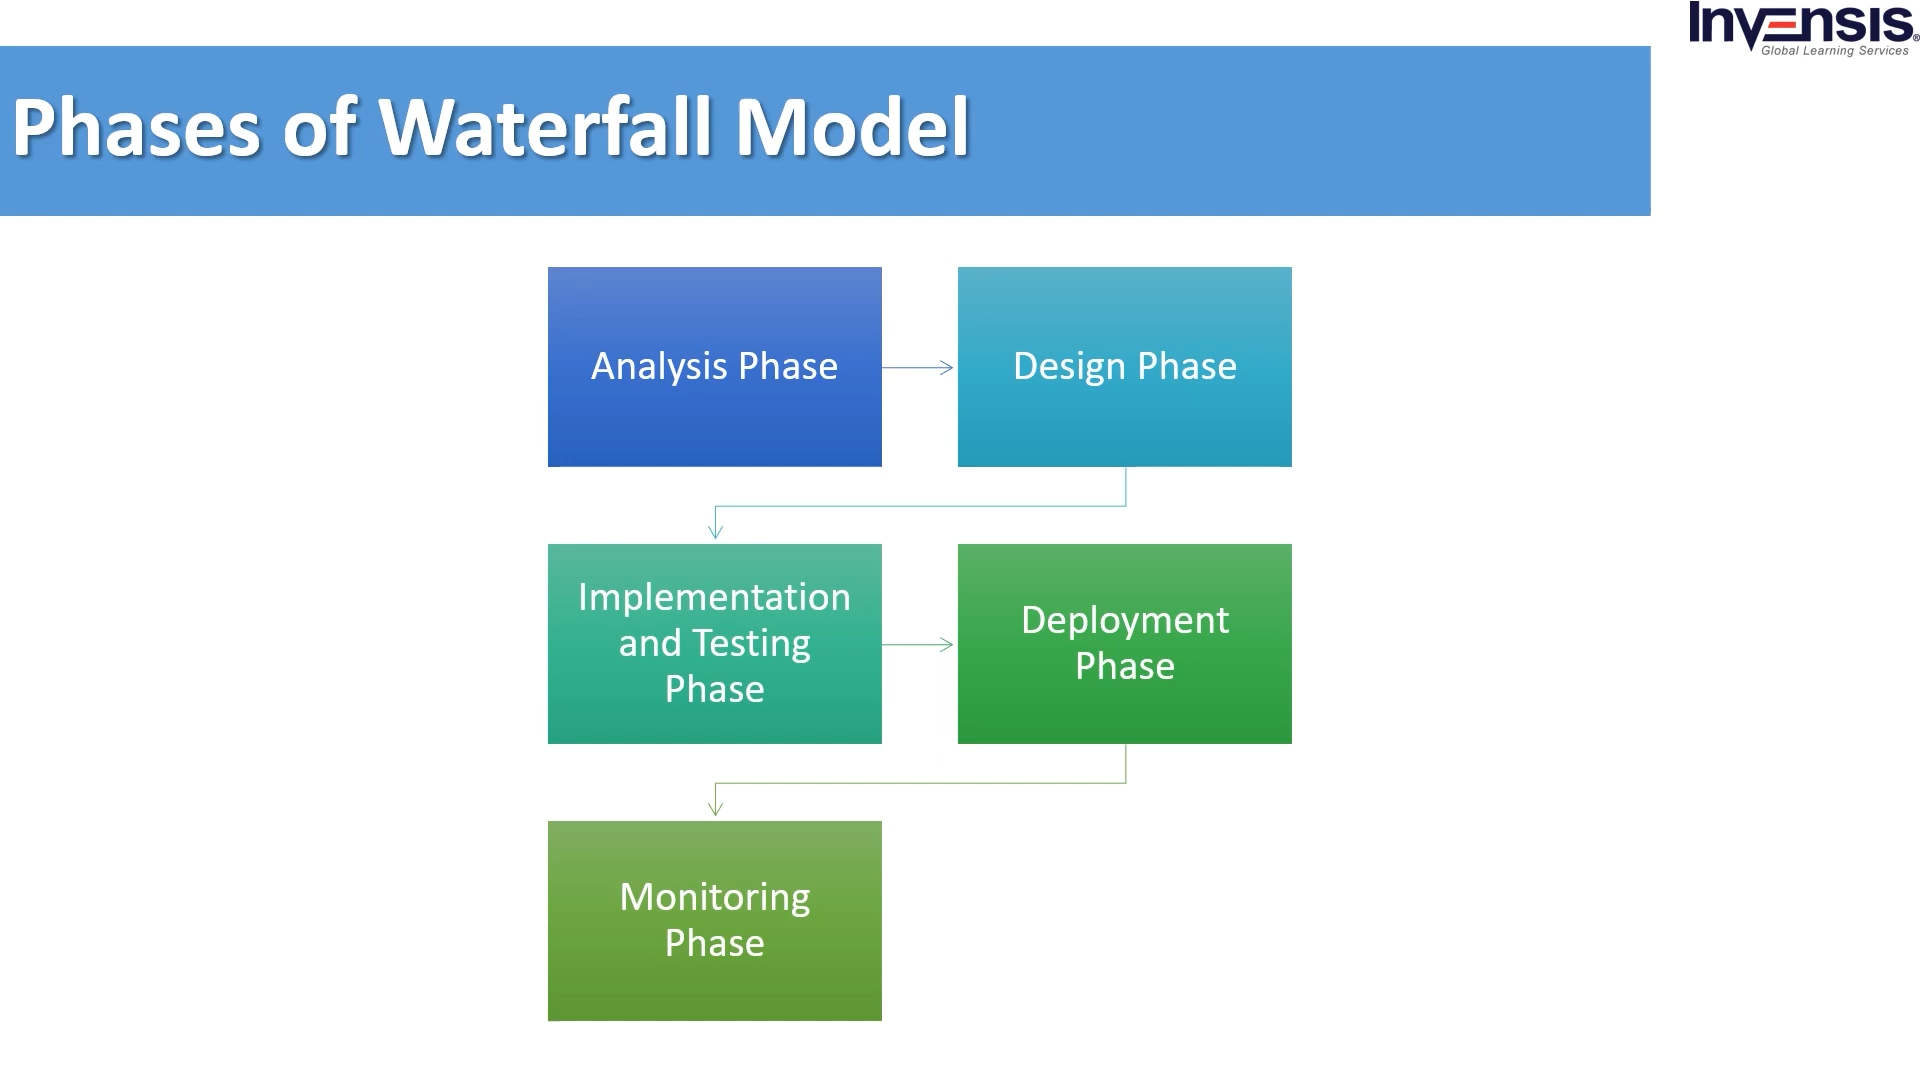 Invensis®
Global Learning Services
Phases of Waterfall Model
Analysis Phase
Design Phase
Implementation
and Testing
Phase
Deployment
Phase
Monitoring
Phase